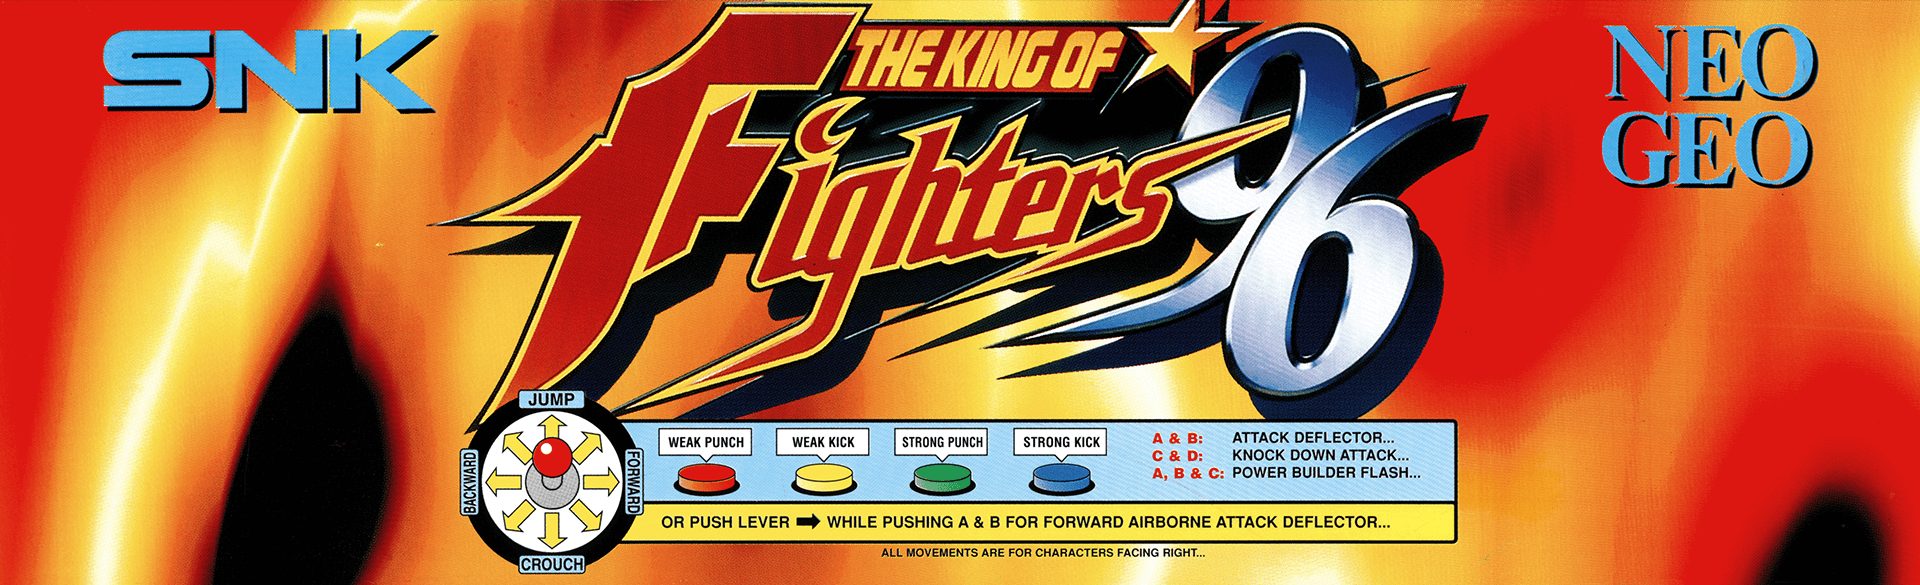 SNK
THE KING OF
Fighters 96
NEO
GEO
JUMP
BACKWARD
FORWARD
CROUCH
WEAK PUNCH
WEAK KICK
STRONG PUNCH
STRONG KICK
A & B: ATTACK DEFLECTOR...
C & D: KNOCK DOWN ATTACK...
A, B & C: POWER BUILDER FLASH...
OR PUSH LEVER ➡ WHILE PUSHING A & B FOR FORWARD AIRBORNE ATTACK DEFLECTOR...
ALL MOVEMENTS ARE FOR CHARACTERS FACING RIGHT...